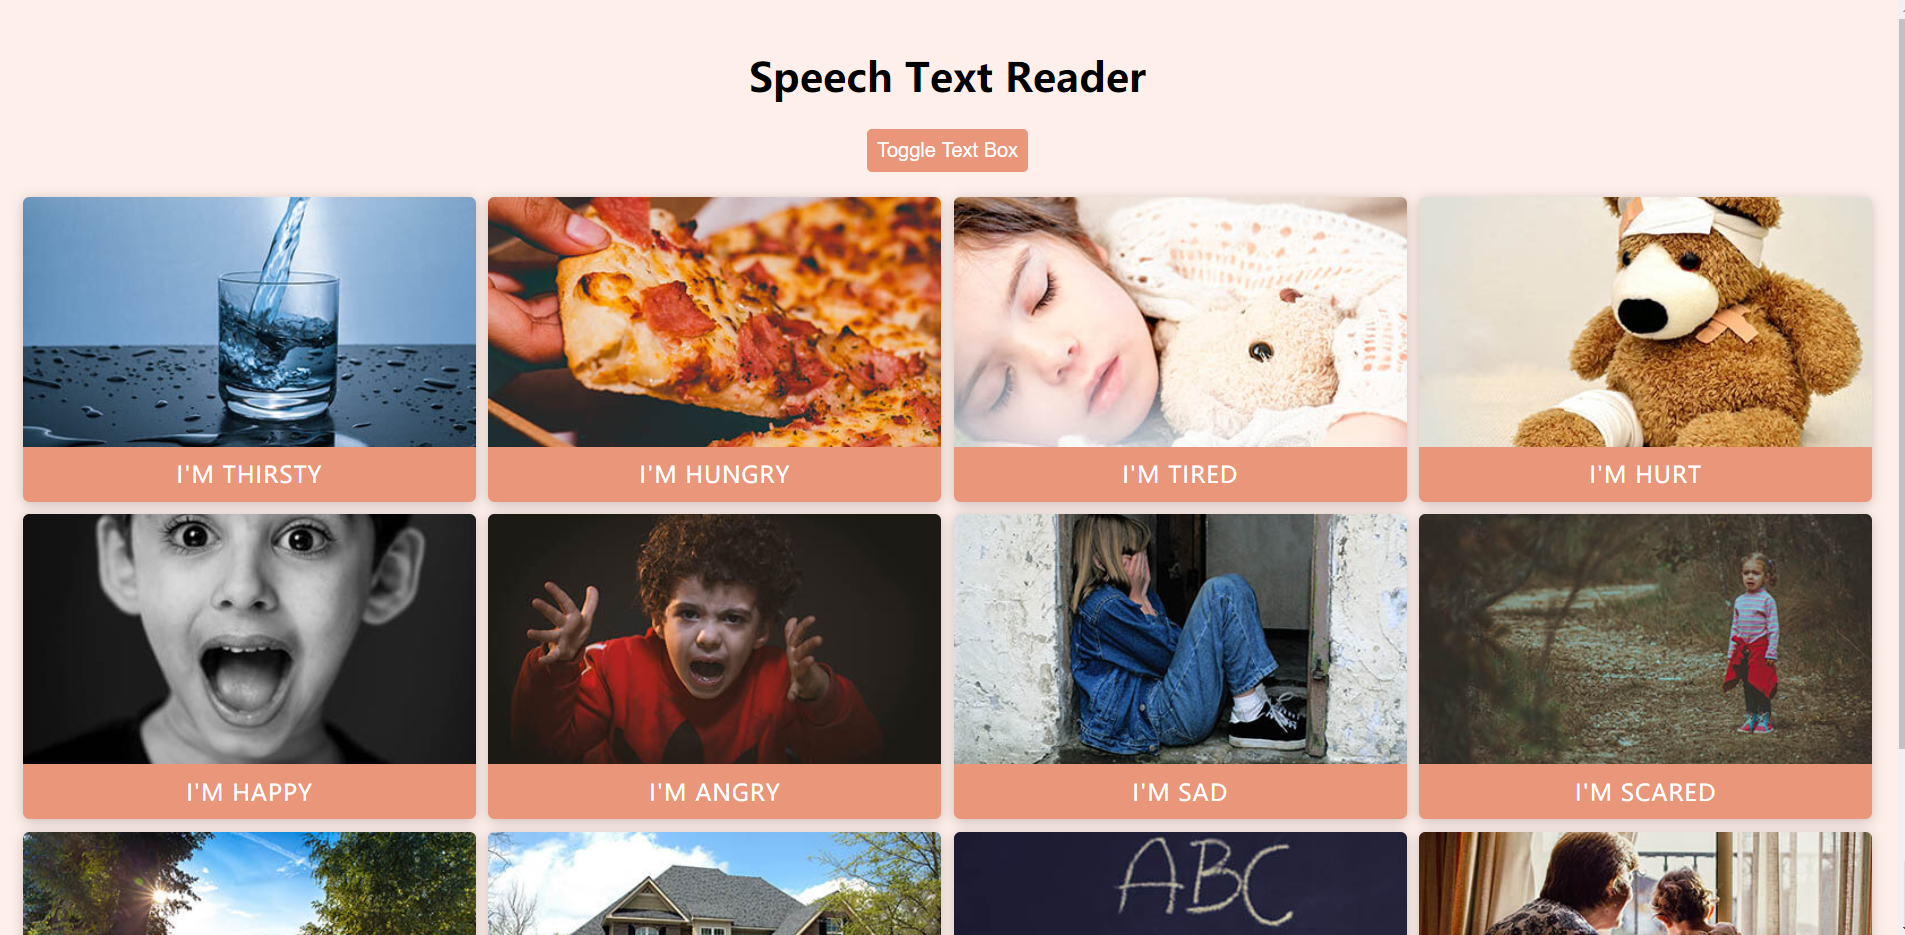 Speech Text Reader
Toggle Text Box
I'M THIRSTY
I'M HUNGRY
I'M TIRED
I'M HURT
I'M HAPPY
I'M ANGRY
I'M SAD
I'M SCARED
ABC